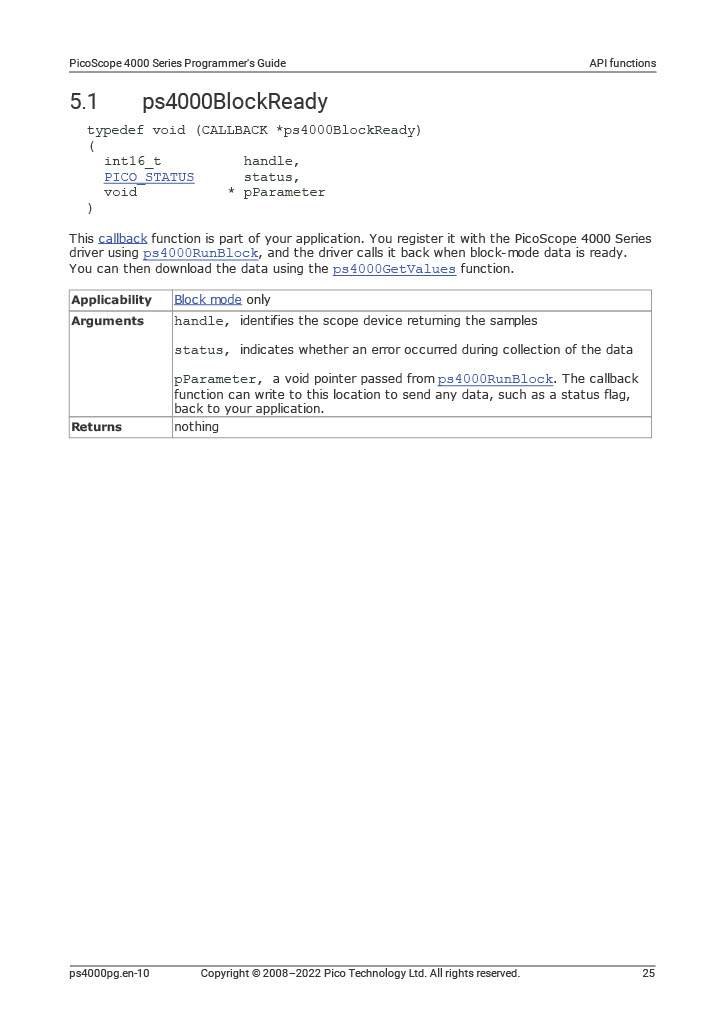 PicoScope 4000 Series Programmer's Guide API functions
5.1 ps4000BlockReady
typedef void (CALLBACK *ps4000BlockReady)
(
int16_t handle,
PICO_STATUS status,
void * pParameter
)
This callback function is part of your application. You register it with the PicoScope 4000 Series
driver using ps4000RunBlock, and the driver calls it back when block-mode data is ready.
You can then download the data using the ps4000GetValues function.
Applicability Block mode only
Arguments handle, identifies the scope device returning the samples
status, indicates whether an error occurred during collection of the data
pParameter, a void pointer passed from ps4000RunBlock. The callback
function can write to this location to send any data, such as a status flag,
back to your application.
Returns nothing
ps4000pg.en-10 Copyright © 2008–2022 Pico Technology Ltd. All rights reserved. 25